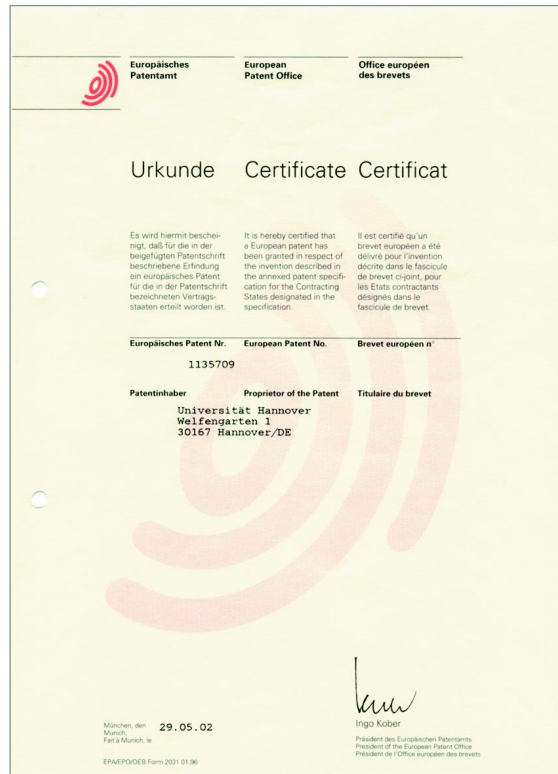 Europäisches
Patentamt
European
Patent Office
Office européen
des brevets
Urkunde
Certificate
Certificat
Es wird hiermit beschei-
nigt, daß für die in der
beigefügten Patentschrift
beschriebene Erfindung
ein europäisches Patent
für die in der Patentschrift
bezeichneten Vertrags-
staaten erteilt worden ist.
It is hereby certified that
a European patent has
been granted in respect of
the invention described in
the annexed patent specifi-
cation for the Contracting
States designated in the
specification.
Il est certifié qu'un
brevet européen a été
délivré pour l'invention
décrite dans le fascicule
de brevet ci-joint, pour
les Etats contractants
désignés dans le
fascicule de brevet.
Europäisches Patent Nr.
European Patent No.
Brevet européen n°
1135709
Patentinhaber
Proprietor of the Patent
Titulaire du brevet
Universität Hannover
Welfengarten 1
30167 Hannover/DE
Ingo Kober
Präsident des Europäischen Patentamts
President of the European Patent Office
Président de l'Office européen des brevets
München, den
Munich,
Fait à Munich, le
29.05.02
EPA/EPO/OEB Form 2031 01.96